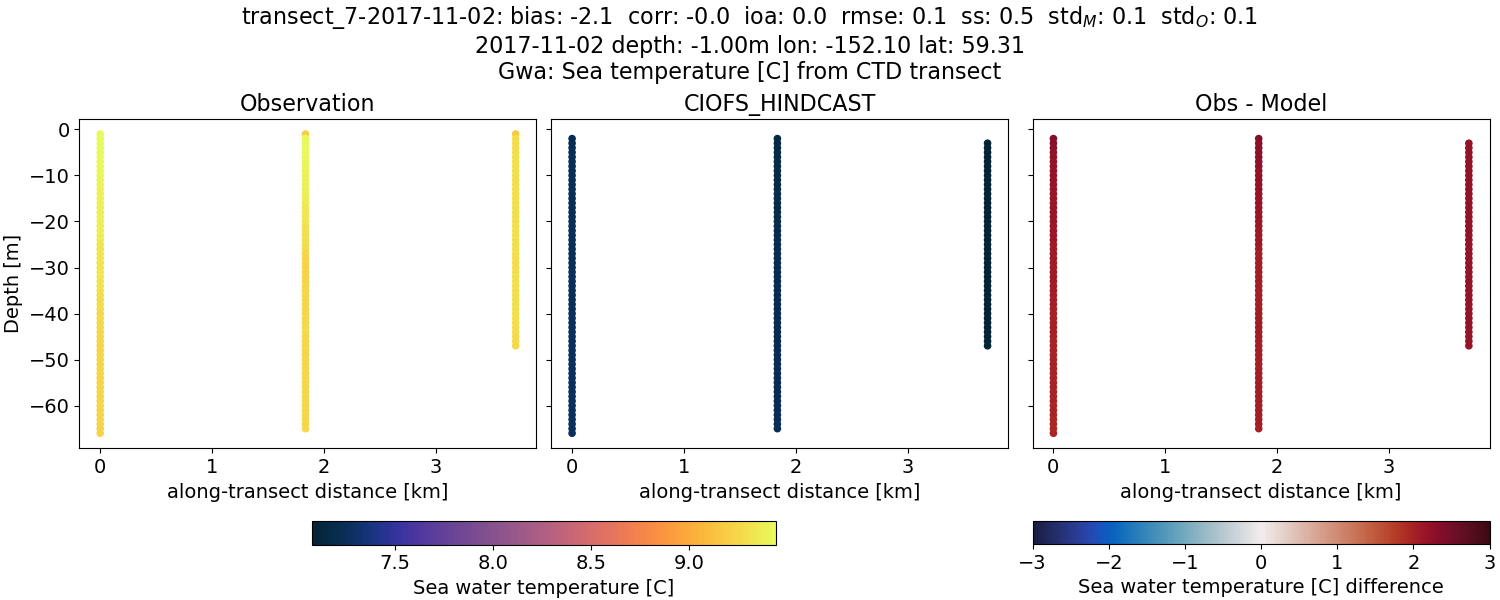 transect_7-2017-11-02: bias: -2.1  corr: -0.0  ioa: 0.0  rmse: 0.1  ss: 0.5  std_M: 0.1  std_O: 0.1
2017-11-02 depth: -1.00m lon: -152.10 lat: 59.31
Gwa: Sea temperature [C] from CTD transect
Observation
CIOFS_HINDCAST
Obs - Model
Depth [m]
0
−10
−20
−30
−40
−50
−60
0 1 2 3
0 1 2 3
0 1 2 3
along-transect distance [km]
along-transect distance [km]
along-transect distance [km]
7.5 8.0 8.5 9.0
Sea water temperature [C]
−3 −2 −1 0 1 2 3
Sea water temperature [C] difference